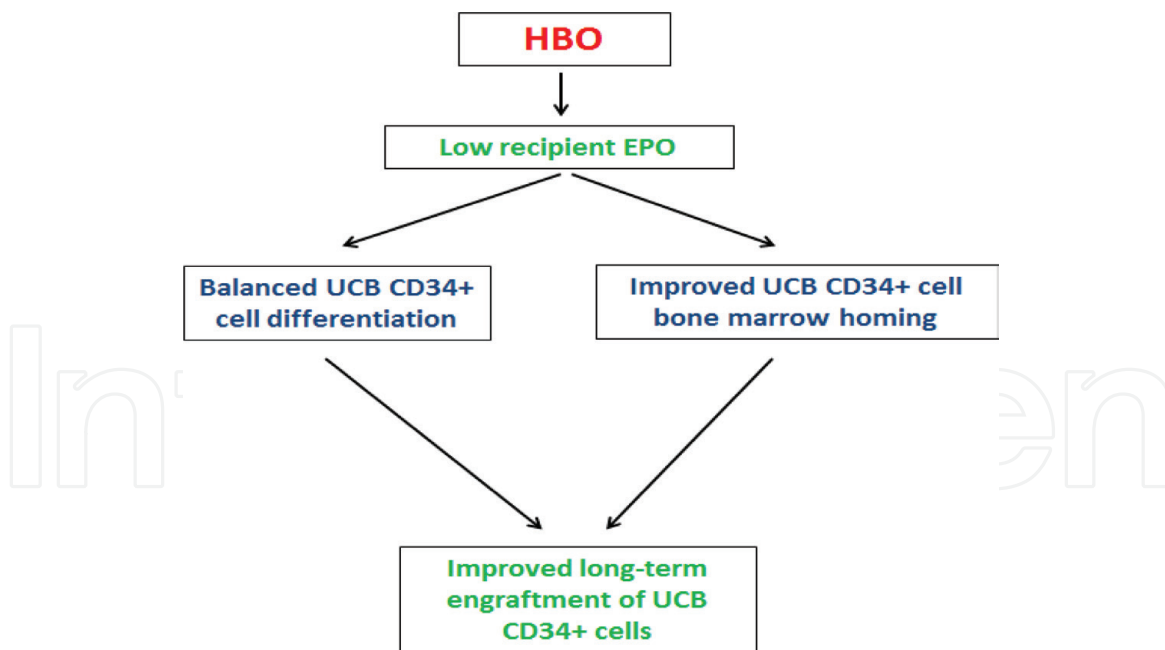 HBO
Low recipient EPO
Balanced UCB CD34+
cell differentiation
Improved UCB CD34+ cell
bone marrow homing
Improved long-term
engraftment of UCB
CD34+ cells